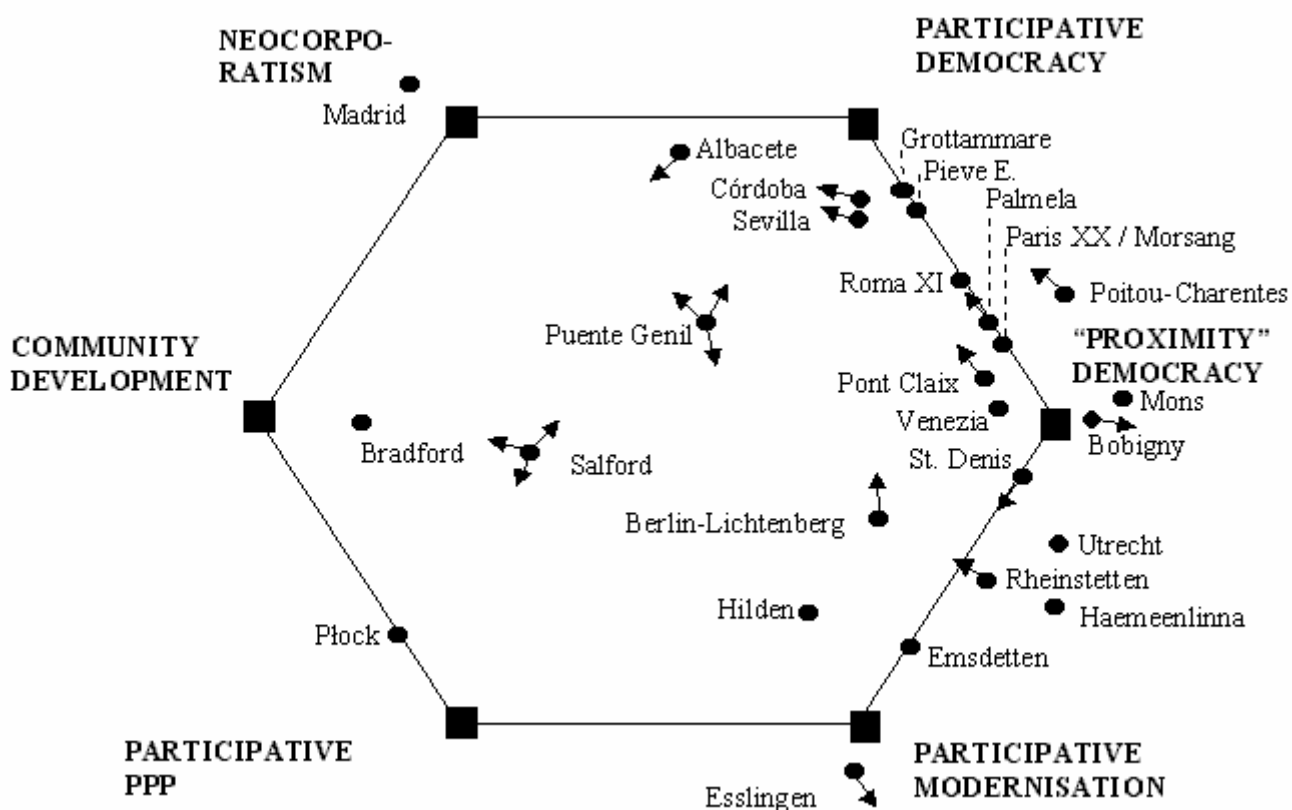 NEOCORPO-
RATISM
PARTICIPATIVE
DEMOCRACY
Madrid
Albacete
Grottammare
Pieve E.
Córdoba
Palmela
Sevilla
Paris XX / Morsang
Roma XI
Poitou-Charentes
Puente Genil
COMMUNITY
DEVELOPMENT
“PROXIMITY”
DEMOCRACY
Pont Claix
Mons
Venezia
Bobigny
Bradford
Salford
St. Denis
Berlin-Lichtenberg
Utrecht
Rheinstetten
Hilden
Haemeenlinna
Płock
Emsdetten
PARTICIPATIVE
PPP
PARTICIPATIVE
MODERNISATION
Esslingen